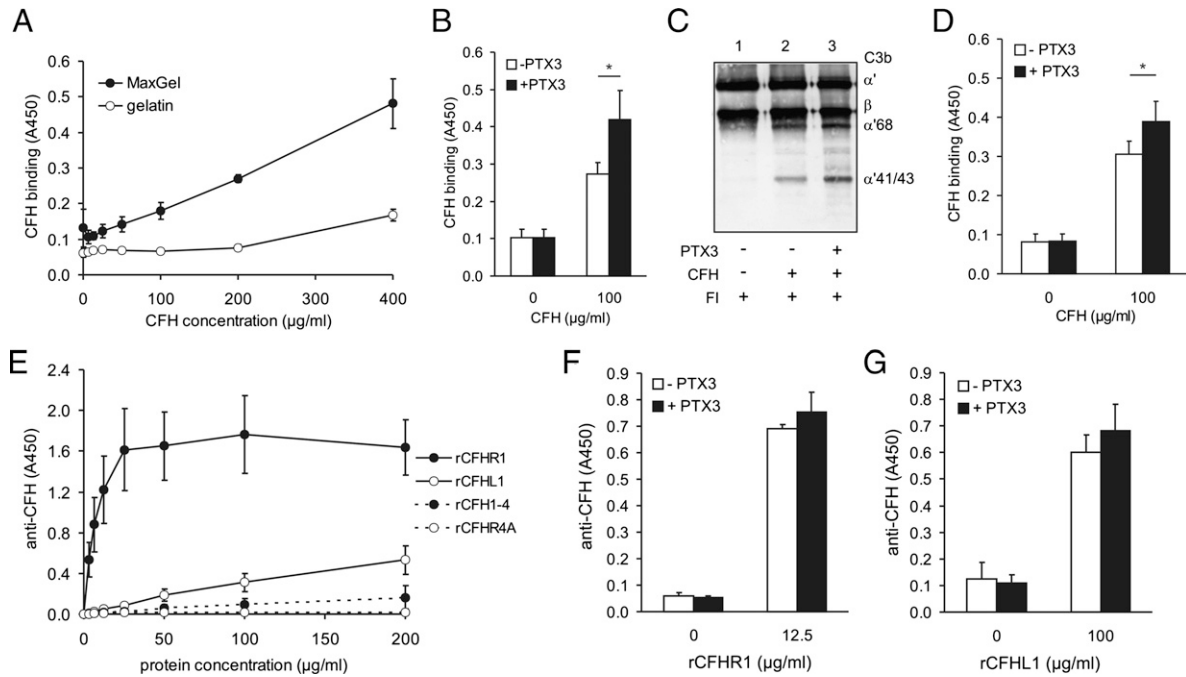 A
CFH binding (A450)
0.6
0.5
0.4
0.3
0.2
0.1
0.0
MaxGel
gelatin
0 100 200 300 400
CFH concentration (µg/ml)
B
CFH binding (A450)
0.6
0.5
0.4
0.3
0.2
0.1
0.0
-PTX3
+PTX3
*
0 100
CFH (µg/ml)
C
1 2 3
C3b
α'
β
α'68
α'41/43
PTX3 - - +
CFH - + +
FI + + +
D
CFH binding (A450)
0.6
0.5
0.4
0.3
0.2
0.1
0.0
- PTX3
+ PTX3
*
0 100
CFH (µg/ml)
E
anti-CFH (A450)
2.4
2.0
1.6
1.2
0.8
0.4
0.0
rCFHR1
rCFHL1
rCFH1-4
rCFHR4A
0 50 100 150 200
protein concentration (µg/ml)
F
anti-CFH (A450)
0.9
0.8
0.7
0.6
0.5
0.4
0.3
0.2
0.1
0.0
- PTX3
+ PTX3
0 12.5
rCFHR1 (µg/ml)
G
anti-CFH (A450)
0.9
0.8
0.7
0.6
0.5
0.4
0.3
0.2
0.1
0.0
- PTX3
+ PTX3
0 100
rCFHL1 (µg/ml)